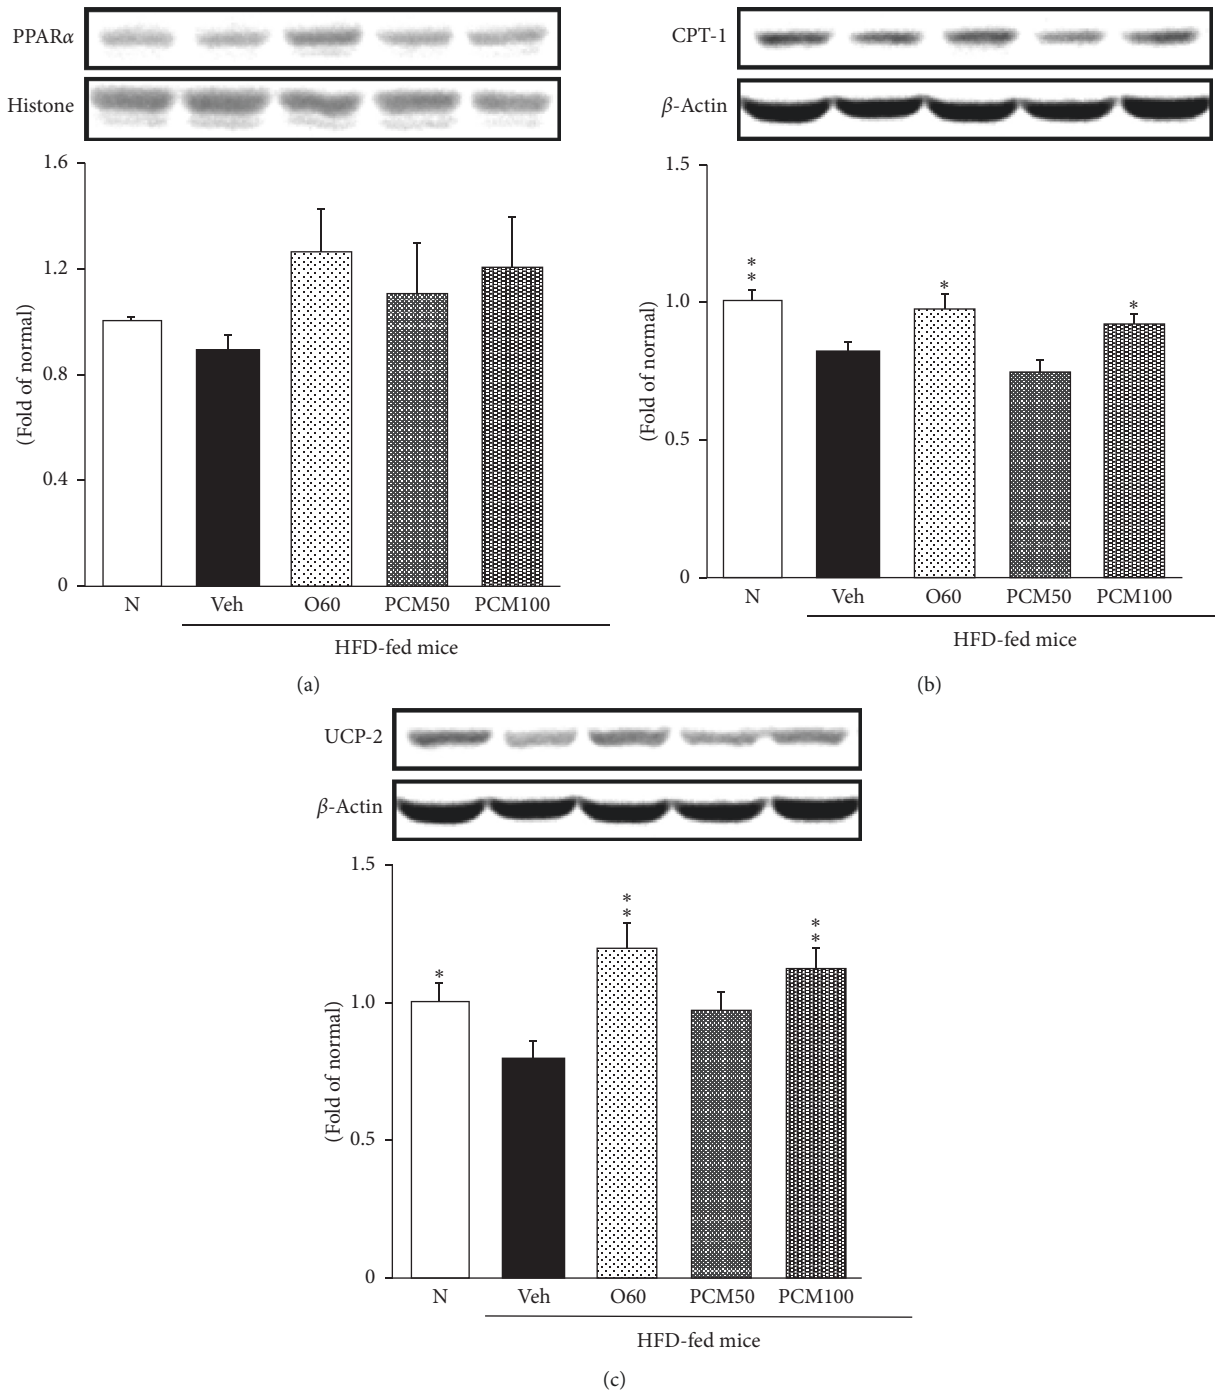 PPARα
Histone
1.6
1.2
0.8
0.4
0
(Fold of normal)
N Veh O60 PCM50 PCM100
HFD-fed mice
(a)
CPT-1
β-Actin
1.5
1.0
0.5
0
(Fold of normal)
** * *
N Veh O60 PCM50 PCM100
HFD-fed mice
(b)
UCP-2
β-Actin
1.5
1.0
0.5
0
(Fold of normal)
* ** **
N Veh O60 PCM50 PCM100
HFD-fed mice
(c)